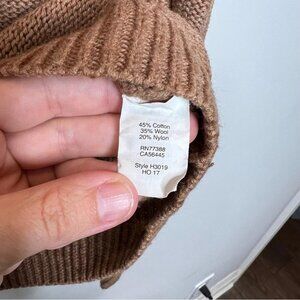 45% Cotton
35% Wool
20% Nylon
RN77388
CA56445
Style H3019
HO 17